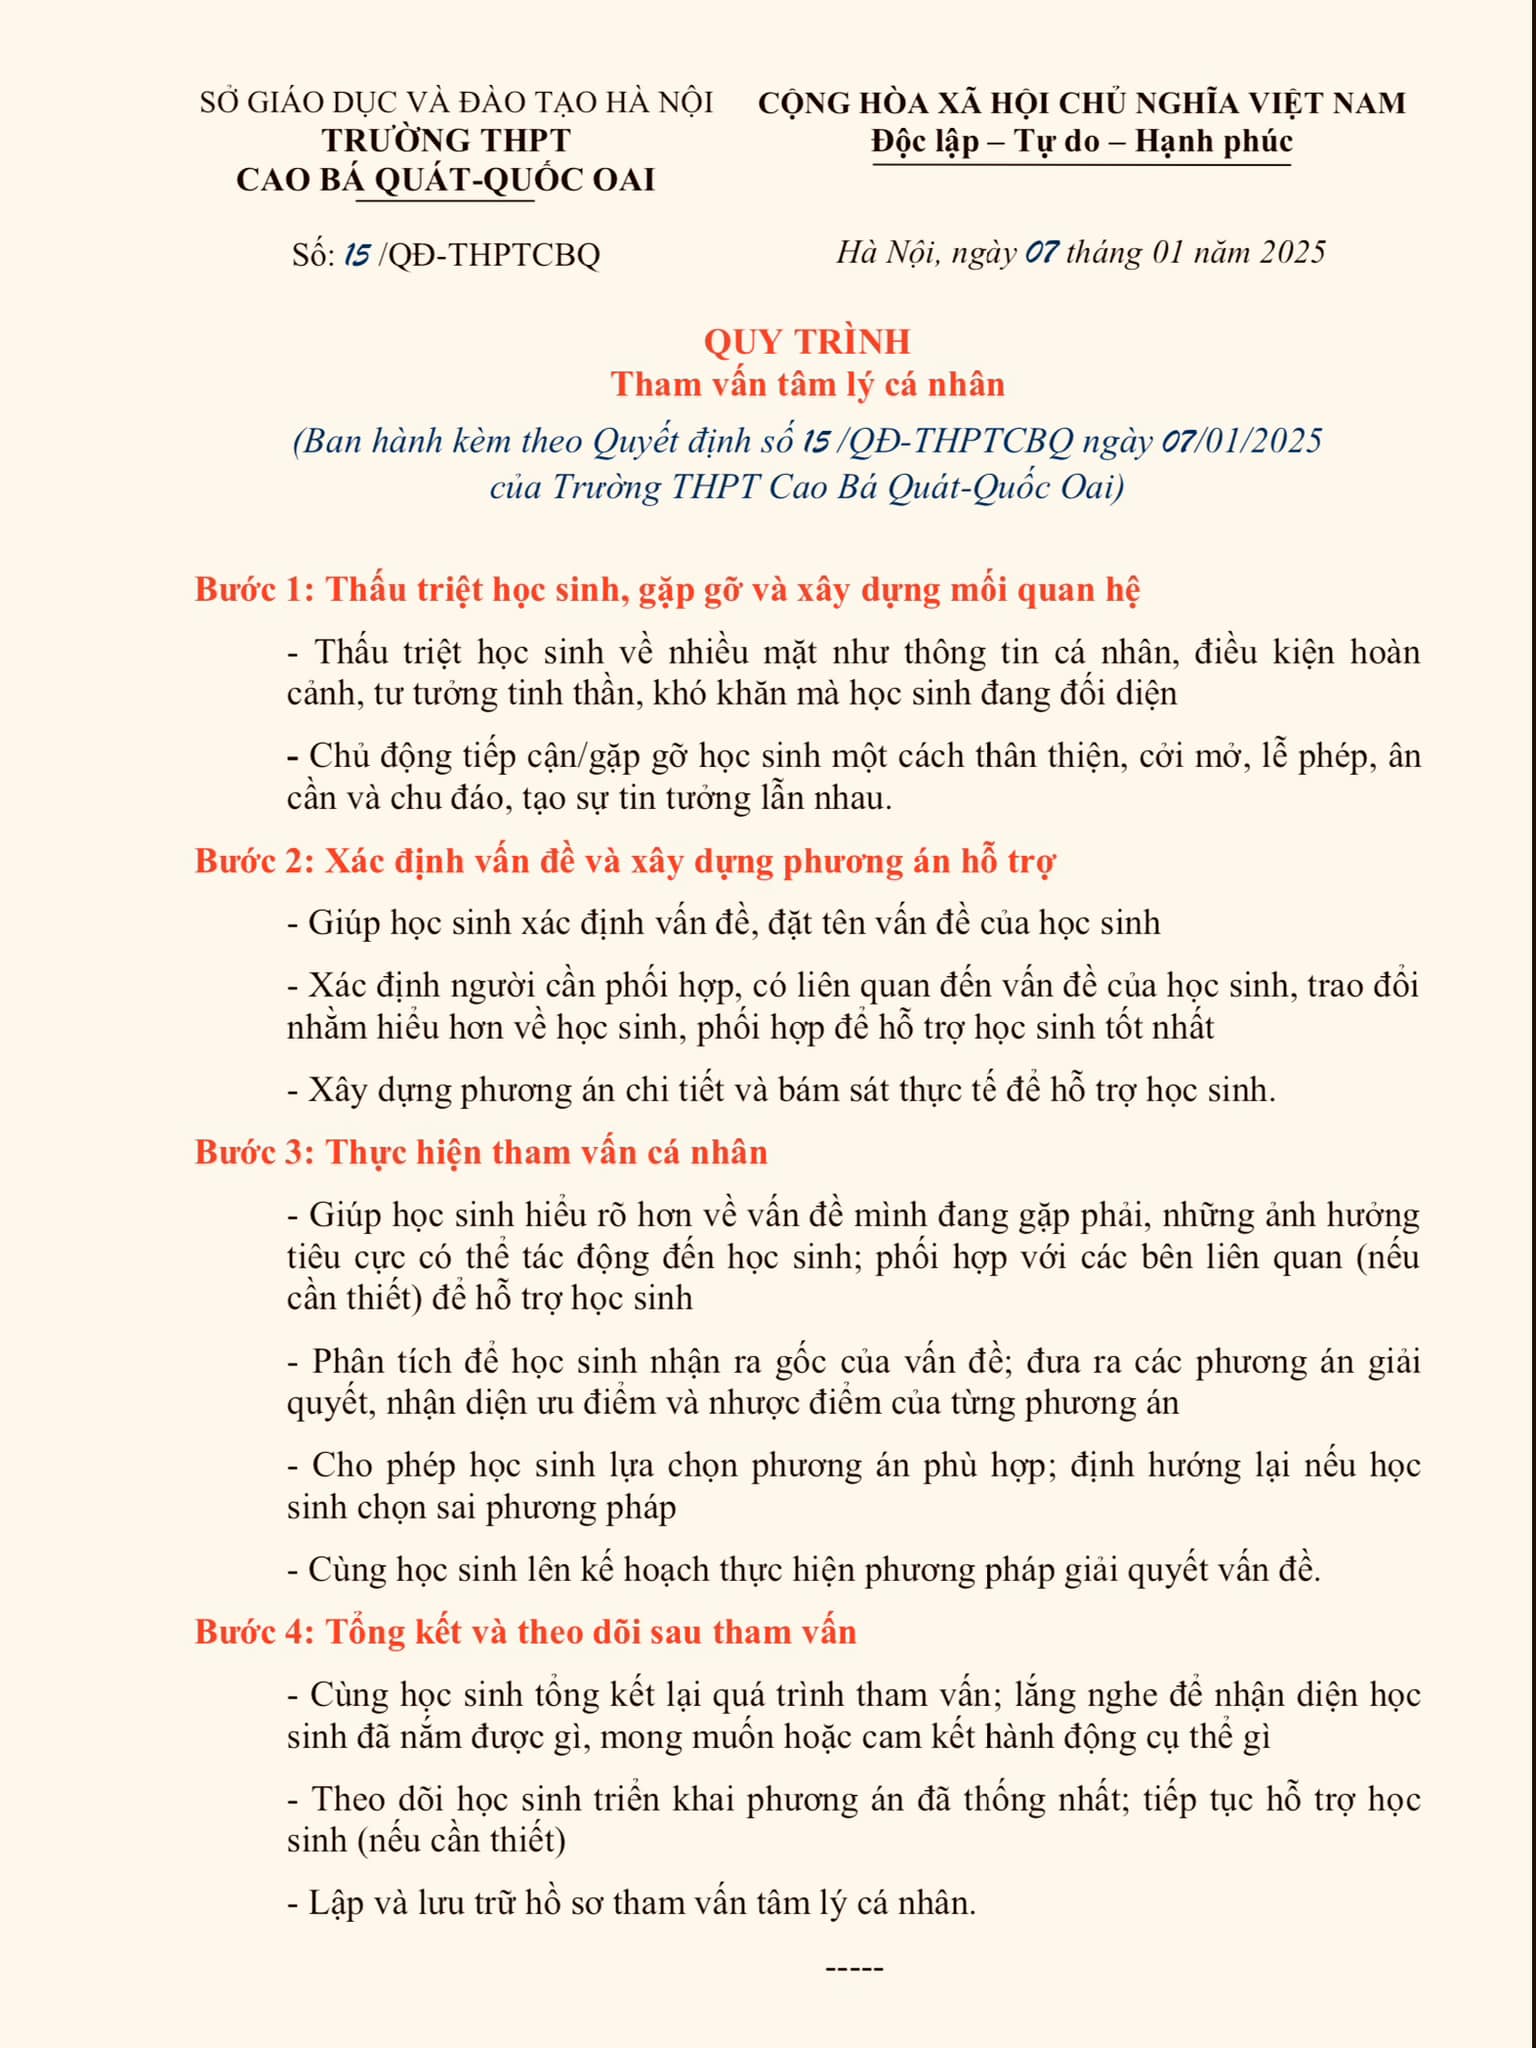 SỞ GIÁO DỤC VÀ ĐÀO TẠO HÀ NỘI
TRƯỜNG THPT
CAO BÁ QUÁT-QUỐC OAI
Số: 15 /QĐ-THPTCBQ
CỘNG HÒA XÃ HỘI CHỦ NGHĨA VIỆT NAM
Độc lập – Tự do – Hạnh phúc
Hà Nội, ngày 07 tháng 01 năm 2025
QUY TRÌNH
Tham vấn tâm lý cá nhân
(Ban hành kèm theo Quyết định số 15 /QĐ-THPTCBQ ngày 07/01/2025
của Trường THPT Cao Bá Quát-Quốc Oai)
Bước 1: Thấu triệt học sinh, gặp gỡ và xây dựng mối quan hệ
- Thấu triệt học sinh về nhiều mặt như thông tin cá nhân, điều kiện hoàn
cảnh, tư tưởng tinh thần, khó khăn mà học sinh đang đối diện
- Chủ động tiếp cận/gặp gỡ học sinh một cách thân thiện, cởi mở, lễ phép, ân
cần và chu đáo, tạo sự tin tưởng lẫn nhau.
Bước 2: Xác định vấn đề và xây dựng phương án hỗ trợ
- Giúp học sinh xác định vấn đề, đặt tên vấn đề của học sinh
- Xác định người cần phối hợp, có liên quan đến vấn đề của học sinh, trao đổi
nhằm hiểu hơn về học sinh, phối hợp để hỗ trợ học sinh tốt nhất
- Xây dựng phương án chi tiết và bám sát thực tế để hỗ trợ học sinh.
Bước 3: Thực hiện tham vấn cá nhân
- Giúp học sinh hiểu rõ hơn về vấn đề mình đang gặp phải, những ảnh hưởng
tiêu cực có thể tác động đến học sinh; phối hợp với các bên liên quan (nếu
cần thiết) để hỗ trợ học sinh
- Phân tích để học sinh nhận ra gốc của vấn đề; đưa ra các phương án giải
quyết, nhận diện ưu điểm và nhược điểm của từng phương án
- Cho phép học sinh lựa chọn phương án phù hợp; định hướng lại nếu học
sinh chọn sai phương pháp
- Cùng học sinh lên kế hoạch thực hiện phương pháp giải quyết vấn đề.
Bước 4: Tổng kết và theo dõi sau tham vấn
- Cùng học sinh tổng kết lại quá trình tham vấn; lắng nghe để nhận diện học
sinh đã nắm được gì, mong muốn hoặc cam kết hành động cụ thể gì
- Theo dõi học sinh triển khai phương án đã thống nhất; tiếp tục hỗ trợ học
sinh (nếu cần thiết)
- Lập và lưu trữ hồ sơ tham vấn tâm lý cá nhân.
-----